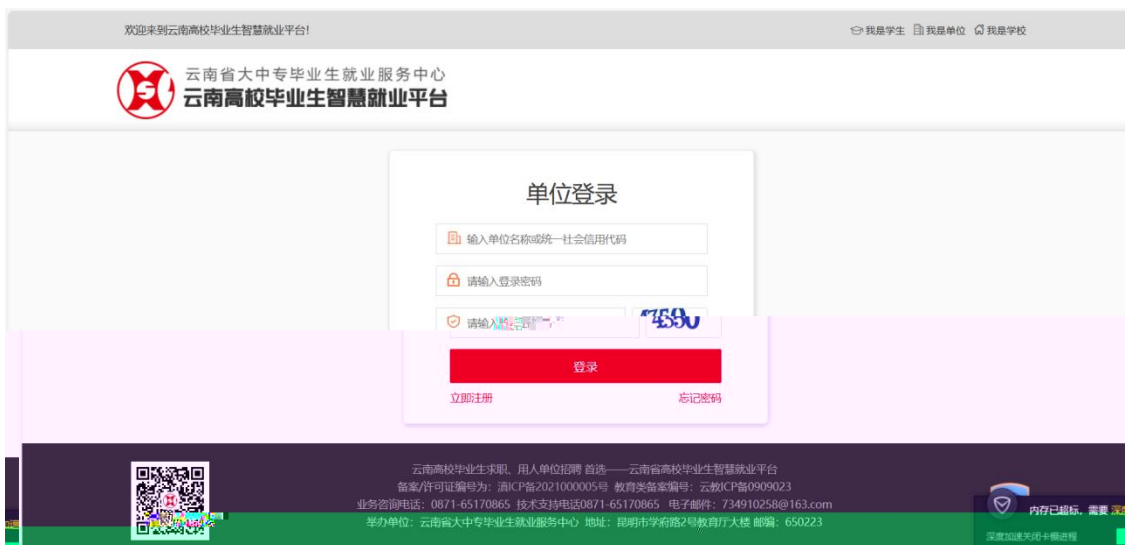 欢迎来到云南高校毕业生智慧就业平台!
我是学生 我是单位 我是学校
云南省大中专毕业生就业服务中心
云南高校毕业生智慧就业平台
单位登录
输入单位名称或统一社会信用代码
请输入登录密码
请输入
登录
立即注册 忘记密码
云南高校毕业生求职、用人单位招聘 首选——云南省高校毕业生智慧就业平台
备案/许可证编号为:滇ICP备2021000005号 教育类备案编号:云教ICP备0909023
业务咨询电话:0871-65170865 技术支持电话0871-65170865 电子邮件:734910258@163.com
举办单位:云南省大中专毕业生就业服务中心 地址:昆明市学府路2号教育厅大楼 邮编:650223
内存已超标,需要
深度加速关闭卡慢进程